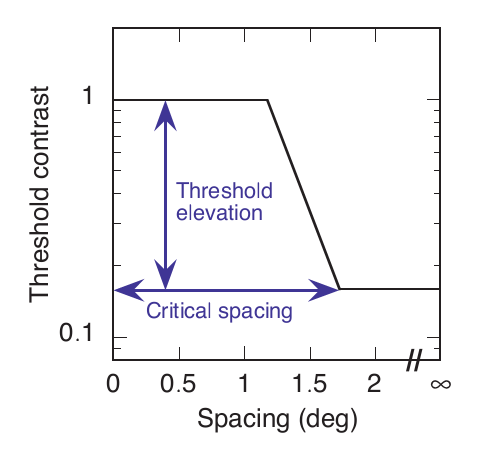 Threshold contrast
1
0.1
Threshold
elevation
Critical spacing
0 0.5 1 1.5 2 ∞
Spacing (deg)